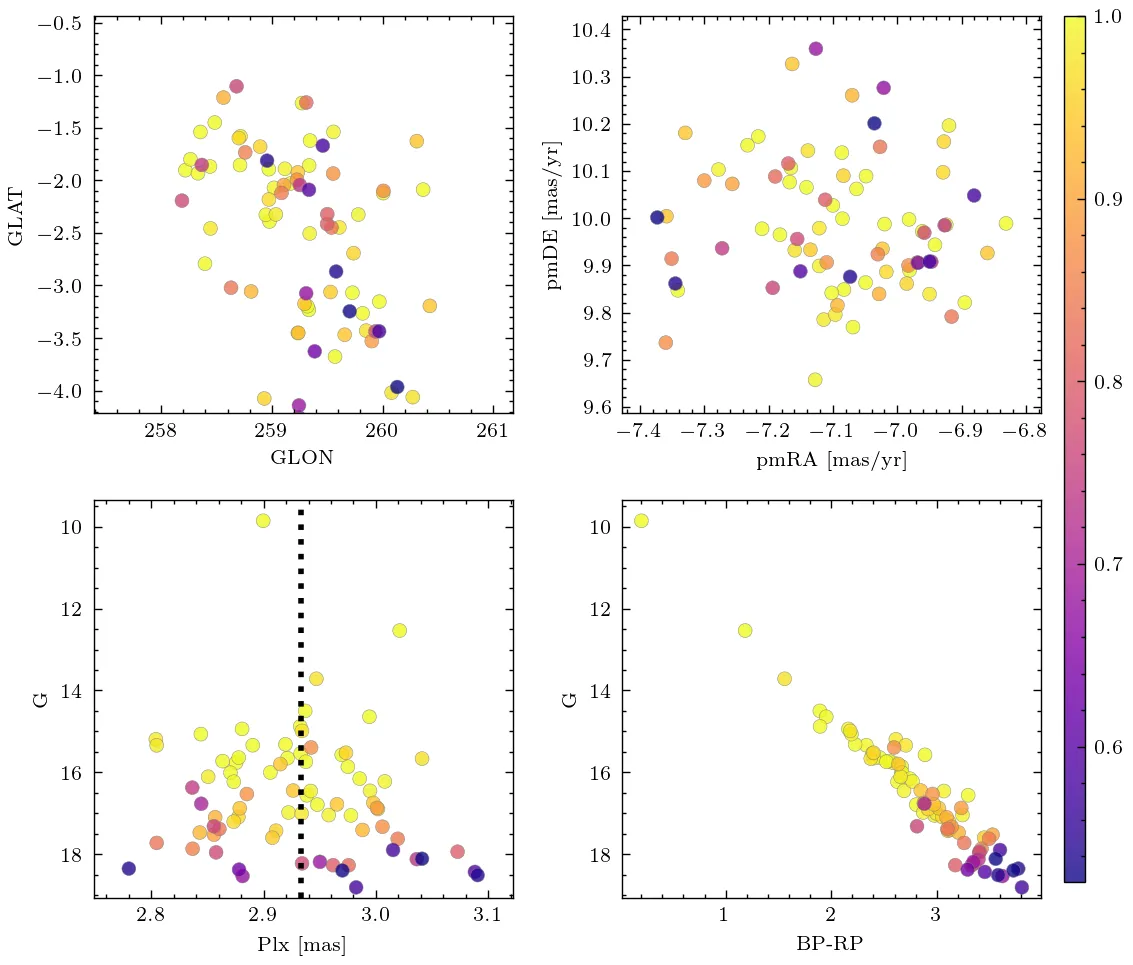 −0.5
−1.0
−1.5
−2.0
−2.5
−3.0
−3.5
−4.0
GLAT
258 259 260 261
GLON
10.4
10.3
10.2
10.1
10.0
9.9
9.8
9.7
9.6
pmDE [mas/yr]
−7.4 −7.3 −7.2 −7.1 −7.0 −6.9 −6.8
pmRA [mas/yr]
1.0
0.9
0.8
0.7
0.6
10
12
14
16
18
G
2.8 2.9 3.0 3.1
Plx [mas]
10
12
14
16
18
G
1 2 3
BP-RP